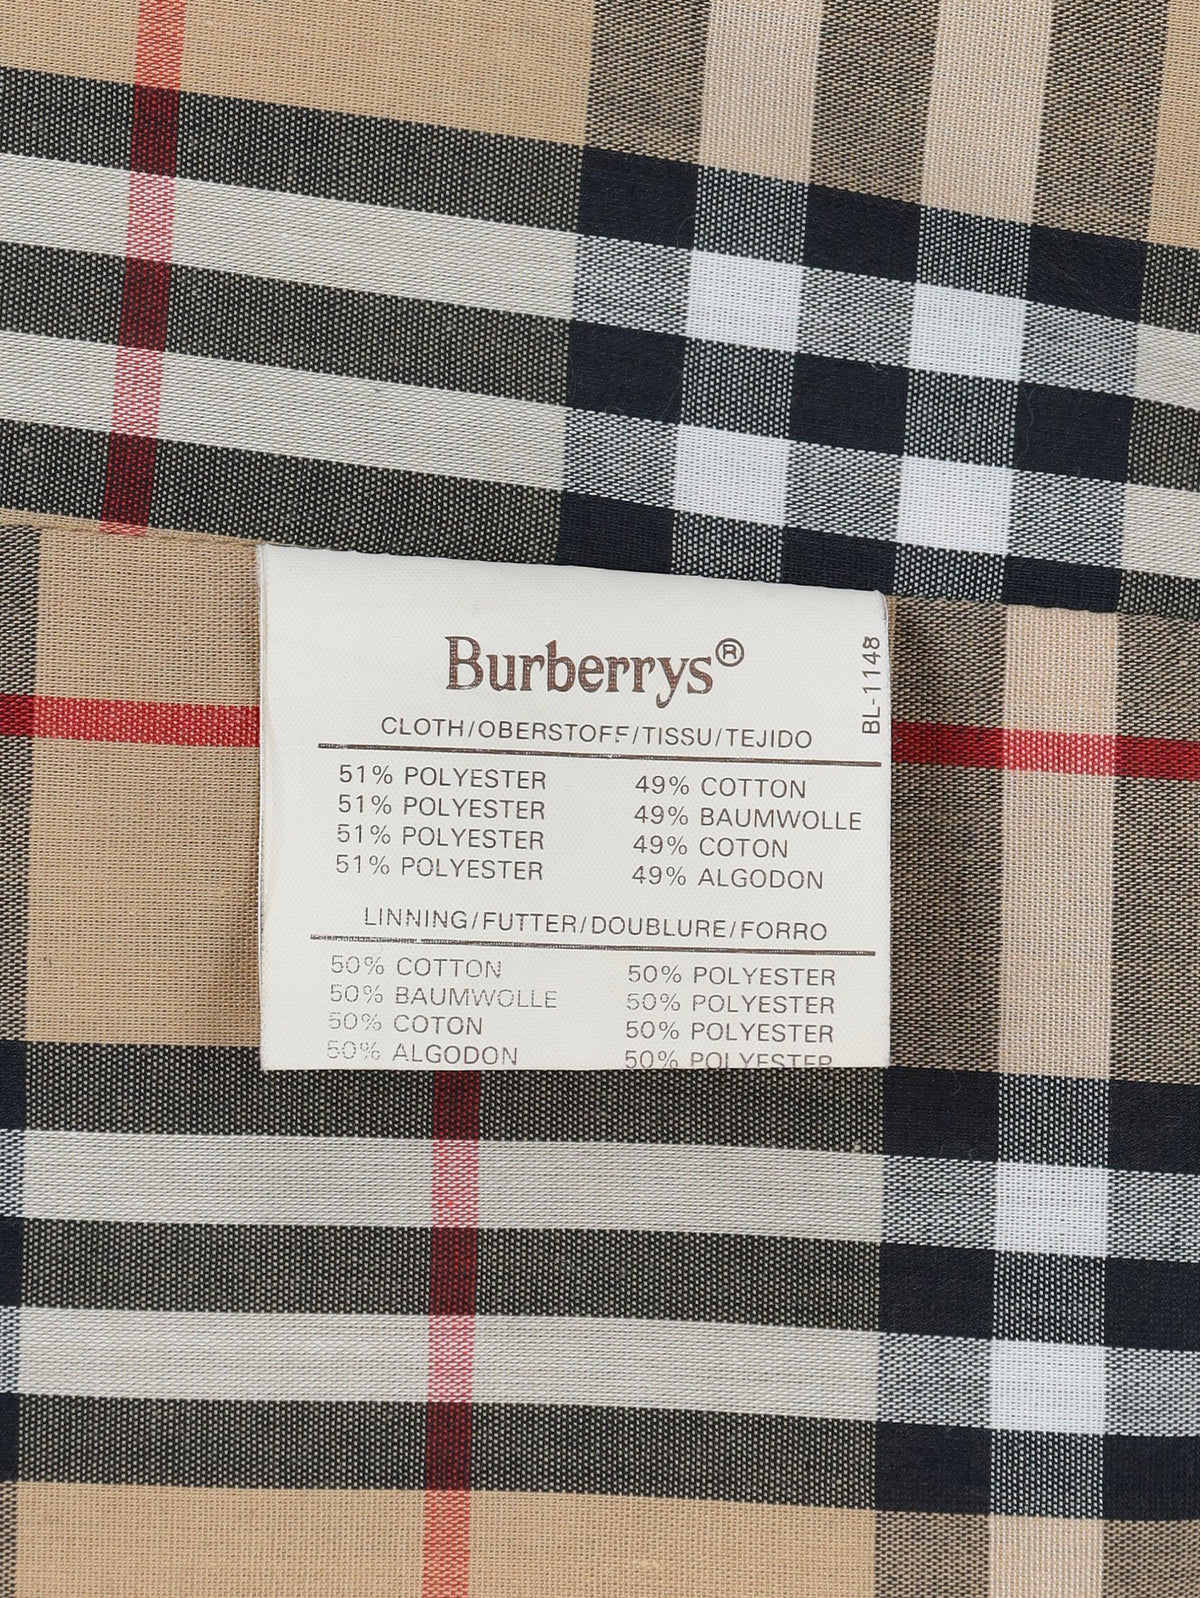 Burberrys®
BL-1148
CLOTH/OBERSTOFF/TISSU/TEJIDO
51% POLYESTER 49% COTTON
51% POLYESTER 49% BAUMWOLLE
51% POLYESTER 49% COTON
51% POLYESTER 49% ALGODON
LINNING/FUTTER/DOUBLURE/FORRO
50% COTTON 50% POLYESTER
50% BAUMWOLLE 50% POLYESTER
50% COTON 50% POLYESTER
50% ALGODON 50% POLYESTER